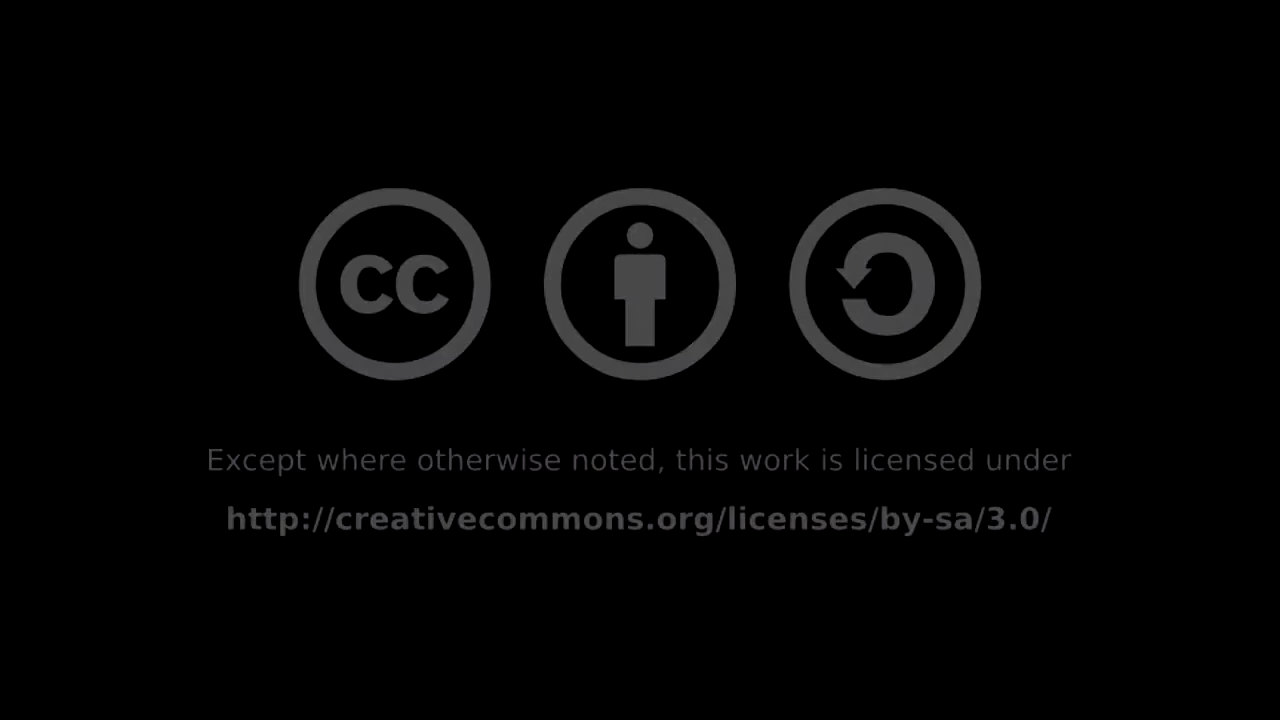 cc
Except where otherwise noted, this work is licensed under
http://creativecommons.org/licenses/by-sa/3.0/